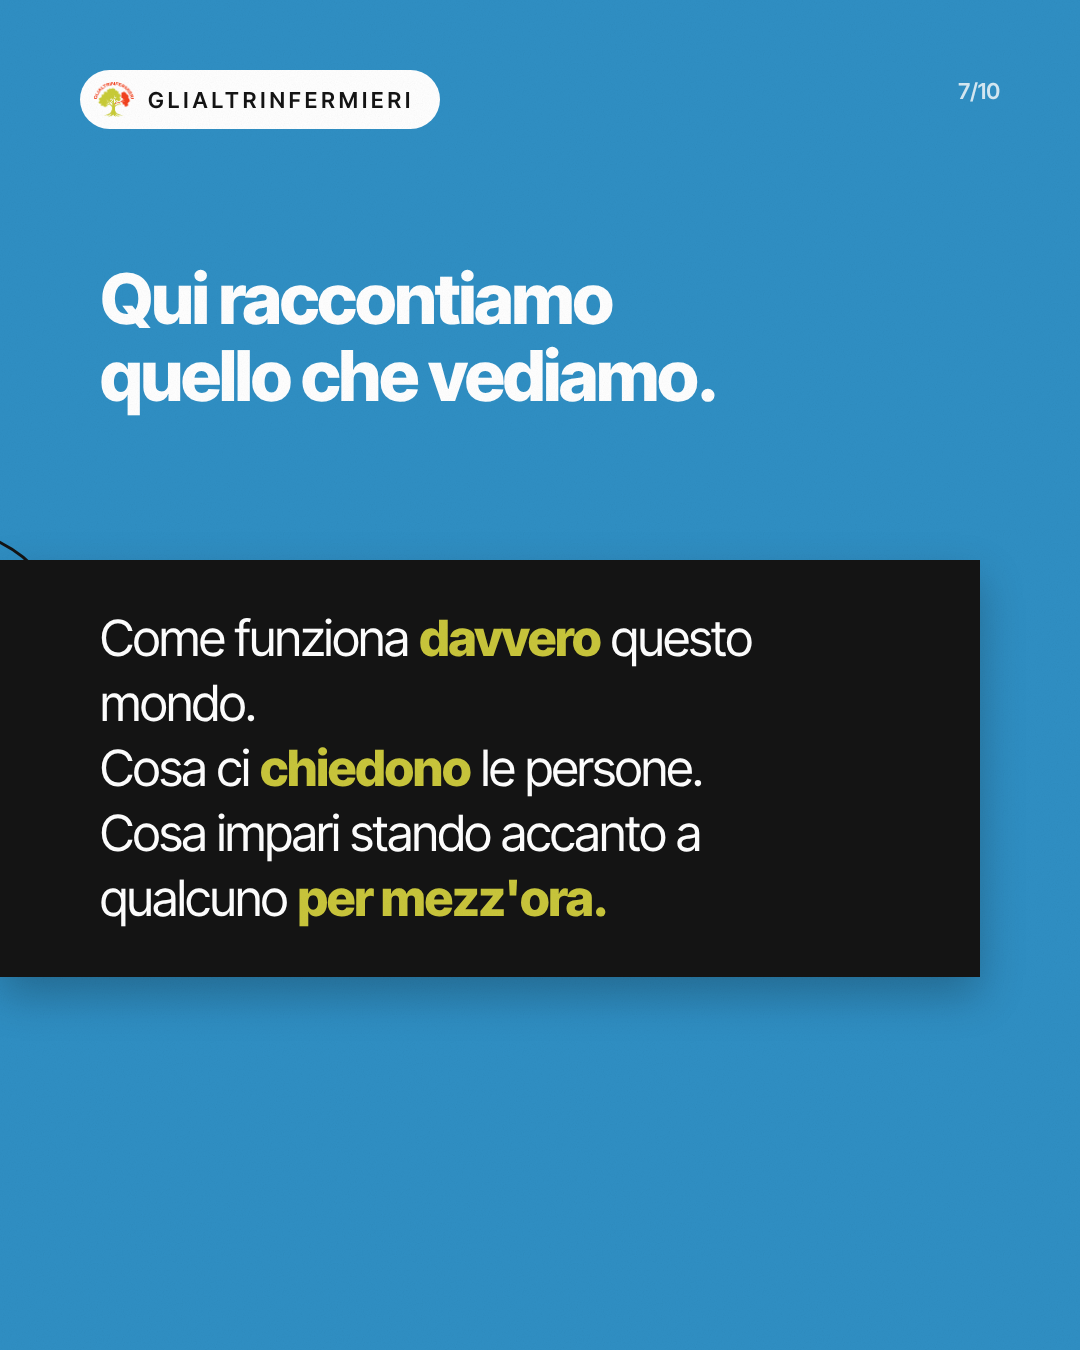 GLIALTRINFERMIERI
GLIALTRINFERMIERI
7/10
Qui raccontiamo
quello che vediamo.
Come funziona davvero questo
mondo.
Cosa ci chiedono le persone.
Cosa impari stando accanto a
qualcuno per mezz'ora.